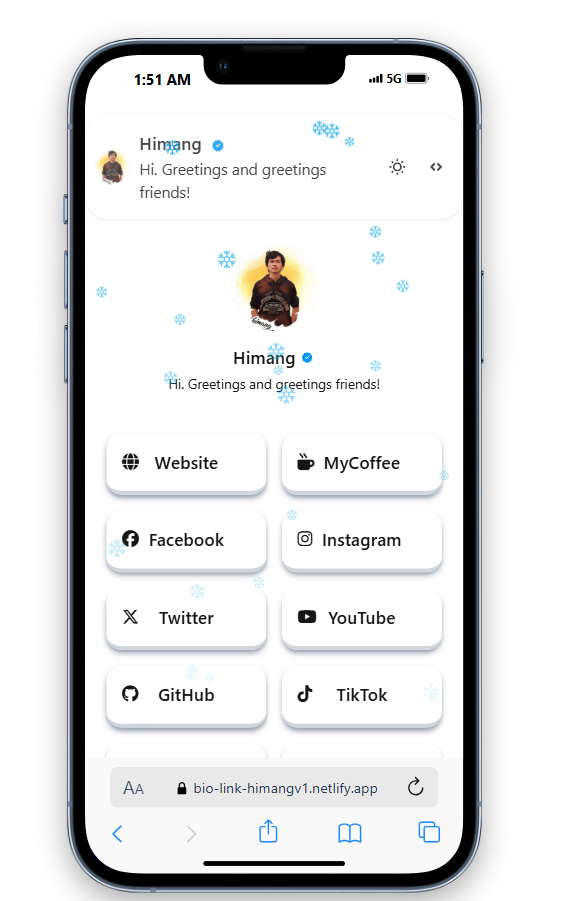 1:51 AM 5G
Himang
Hi. Greetings and greetings
friends!
Himang
Himang
Hi. Greetings and greetings friends!
Website MyCoffee
Facebook Instagram
Twitter YouTube
GitHub TikTok
AA bio-link-himangv1.netlify.app